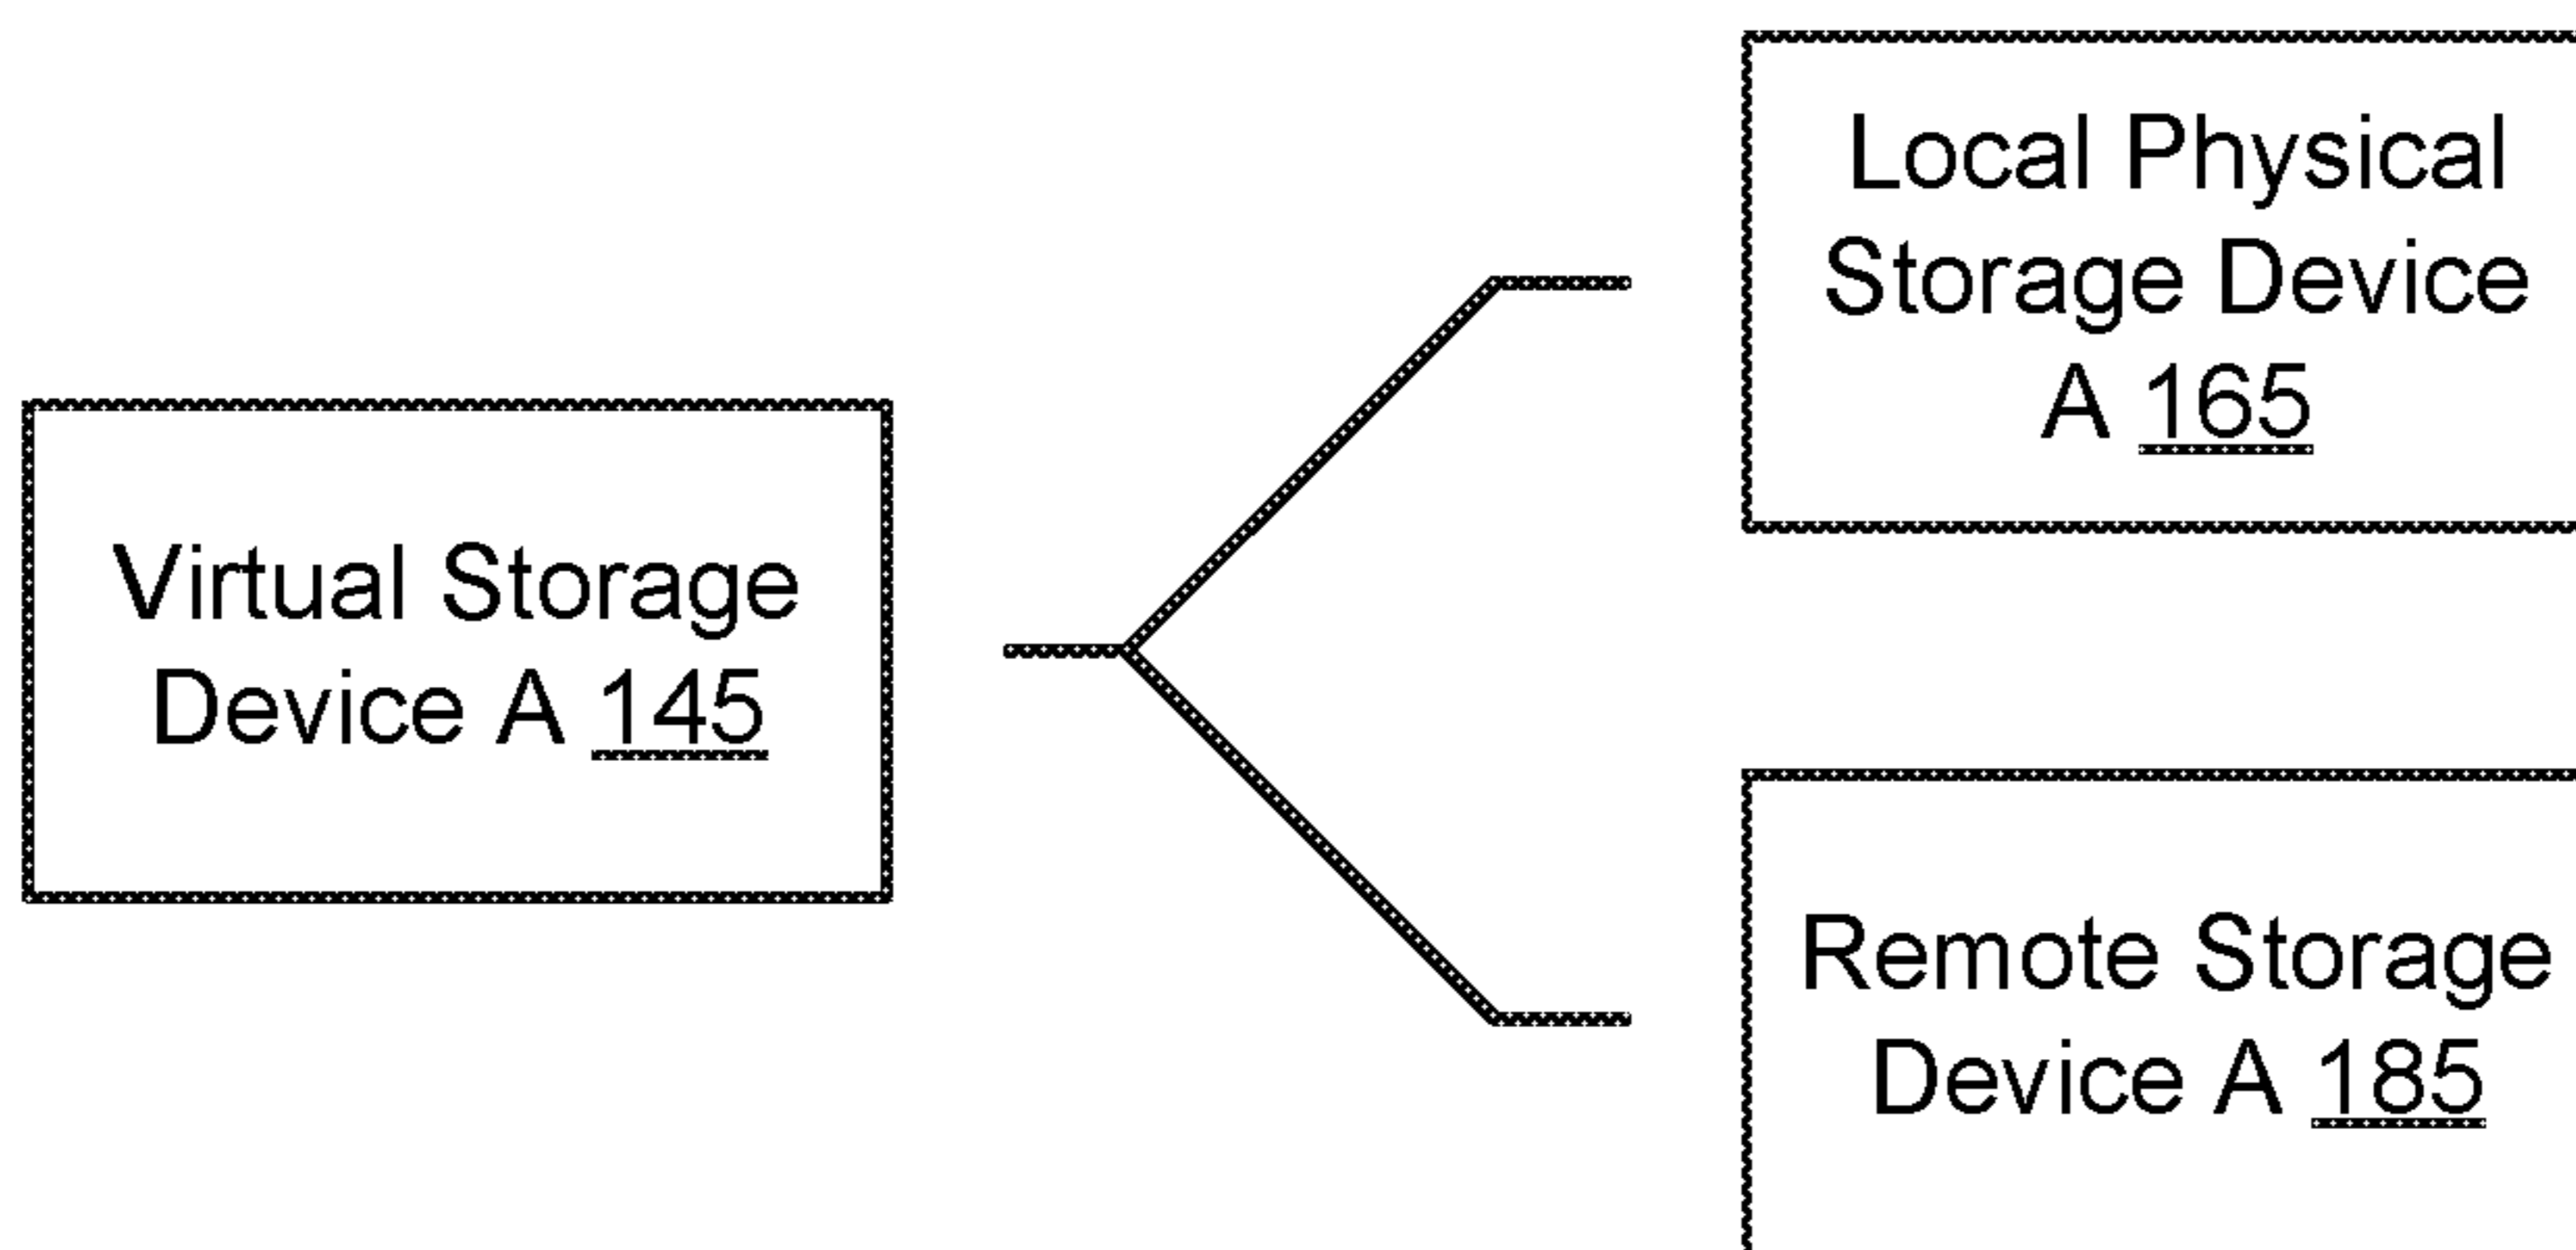 Local Physical
Storage Device
A 165
Virtual Storage
Device A 145
Remote Storage
Device A 185